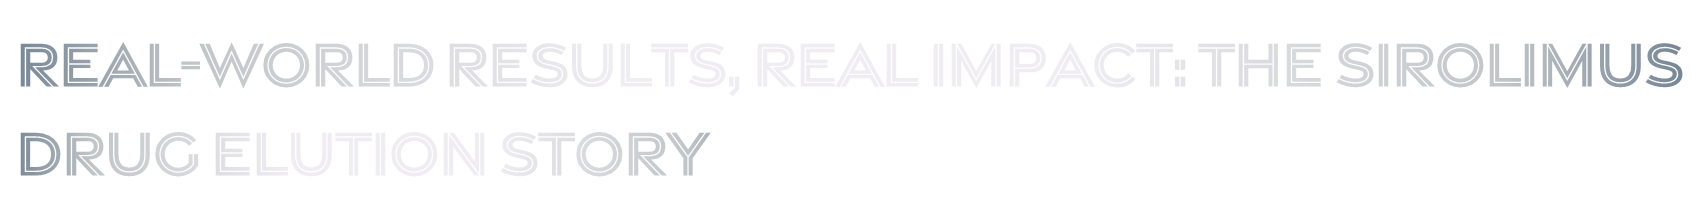 REAL-WORLD RESULTS, REAL IMPACT: THE SIROLIMUS
DRUG ELUTION STORY